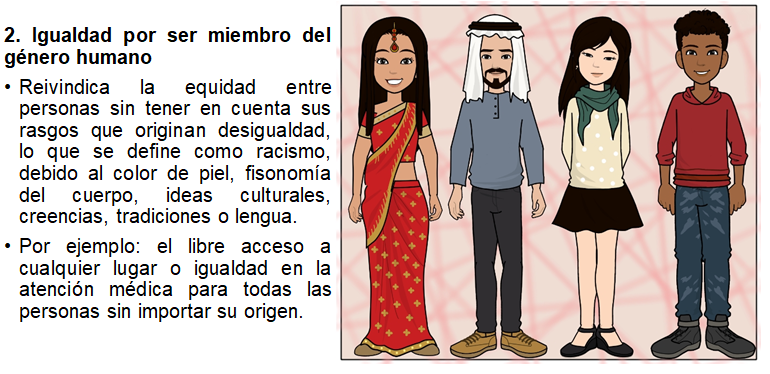 2. Igualdad por ser miembro del
género humano
• Reivindica la equidad entre
personas sin tener en cuenta sus
rasgos que originan desigualdad,
lo que se define como racismo,
debido al color de piel, fisonomía
del cuerpo, ideas culturales,
creencias, tradiciones o lengua.
• Por ejemplo: el libre acceso a
cualquier lugar o igualdad en la
atención médica para todas las
personas sin importar su origen.